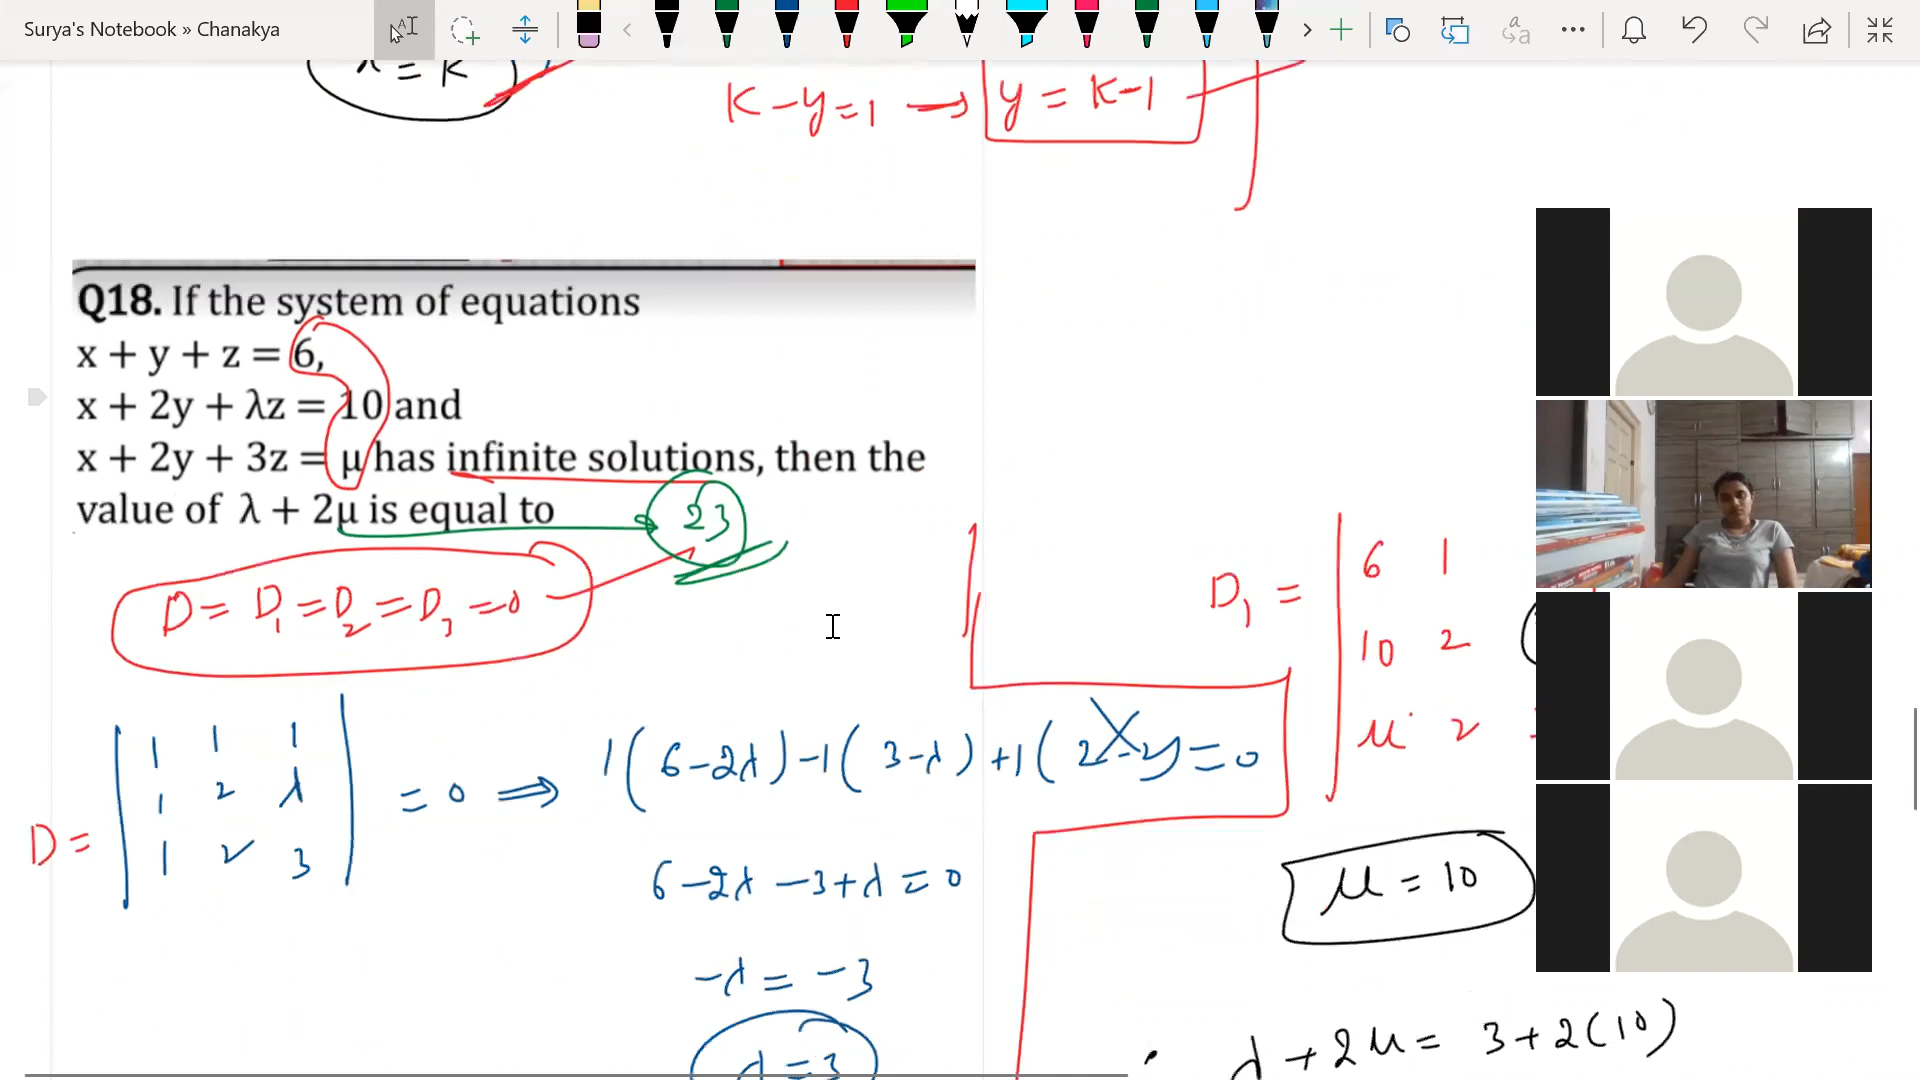 Surya's Notebook » Chanakya
= K
K - y = 1 → y = K-1
Q18. If the system of equations
x + y + z = 6,
x + 2y + λz = 10 and
x + 2y + 3z = μ has infinite solutions, then the
value of λ + 2μ is equal to 23
D = D₁ = D₂ = D₃ = 0
D₁ =
6 1
10 2
μ 2
D =
1 1 1
1 2 λ
1 2 3
= 0 ⟹ 1(6-2λ) - 1(3-λ) + 1(2-2) = 0
μ = 10
6 - 2λ - 3 + λ = 0
-λ = -3
λ = 3
λ + 2μ = 3 + 2(10)